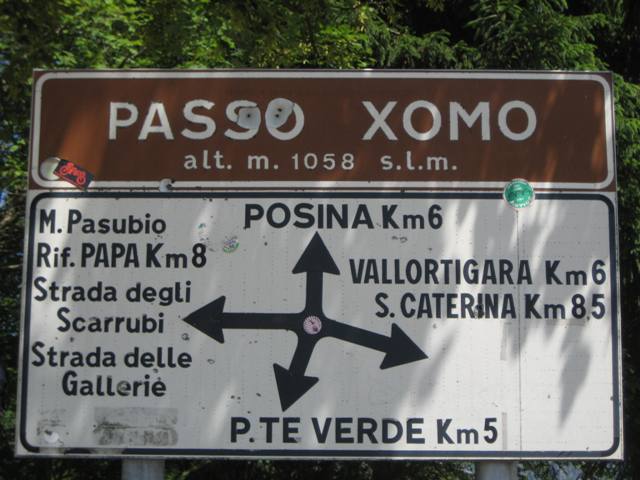 PASSO XOMO
alt. m. 1058 s.l.m.
M. Pasubio
Rif. PAPA Km 8
Strada degli
Scarrubi
Strada delle
Gallerie
POSINA Km 6
VALLORTIGARA Km 6
S. CATERINA Km 8,5
P.TE VERDE Km 5